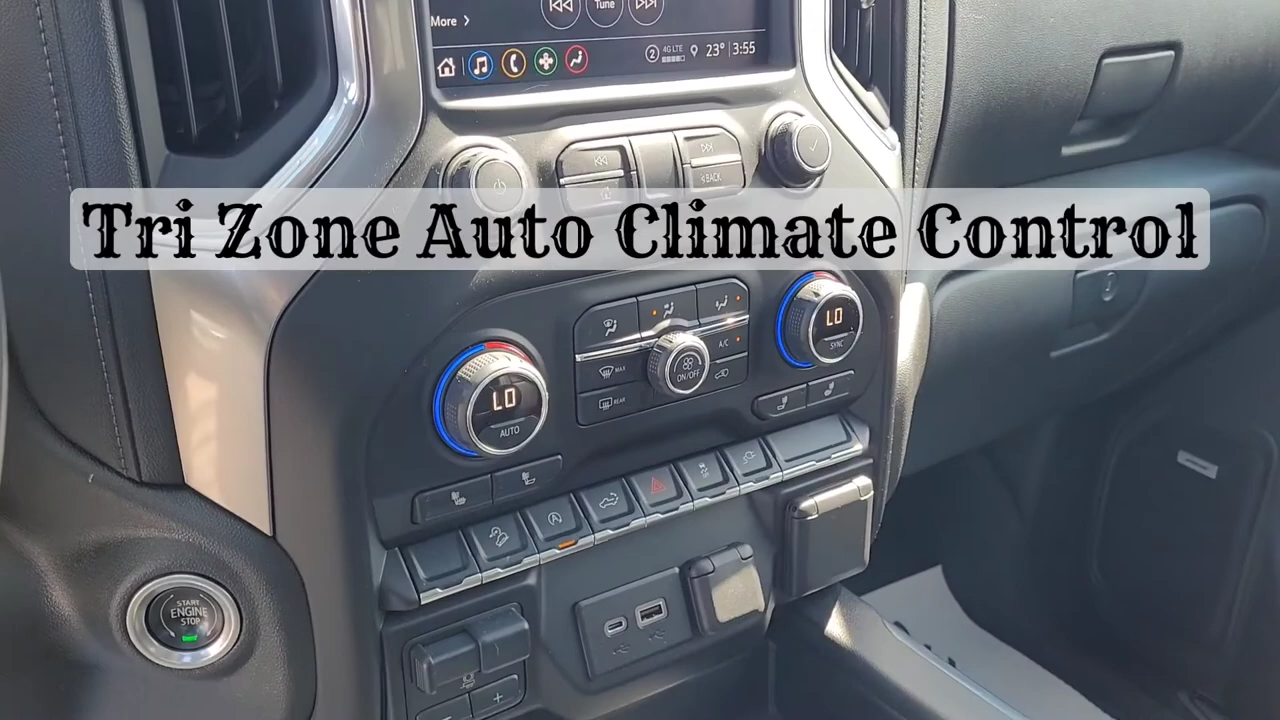 More >
Tune
2 4G LTE 23° 3:55
BACK
Tri Zone Auto Climate Control
LO
SYNC
A/C
MAX
ON/OFF
REAR
LO
AUTO
START
ENGINE
STOP